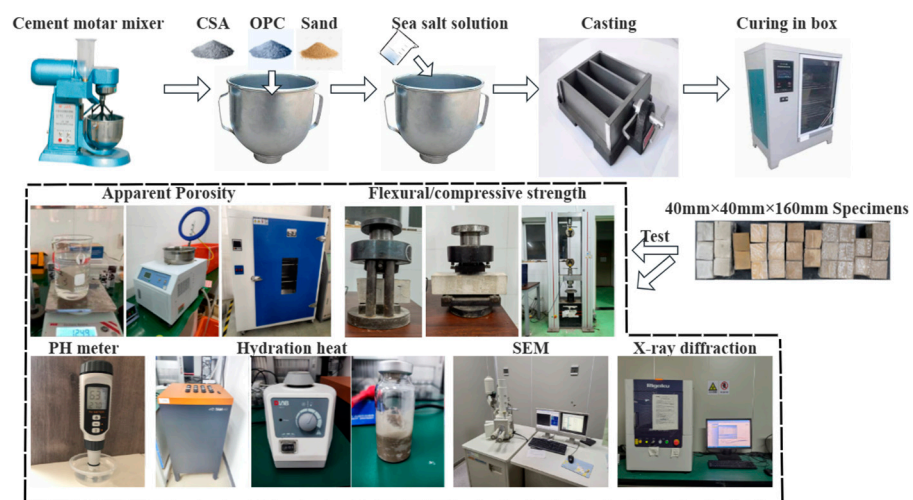 Cement motar mixer
CSA
OPC
Sand
Sea salt solution
Casting
Curing in box
Apparent Porosity
Flexural/compressive strength
40mm×40mm×160mm Specimens
Test
PH meter
Hydration heat
SEM
X-ray diffraction
Rigaku